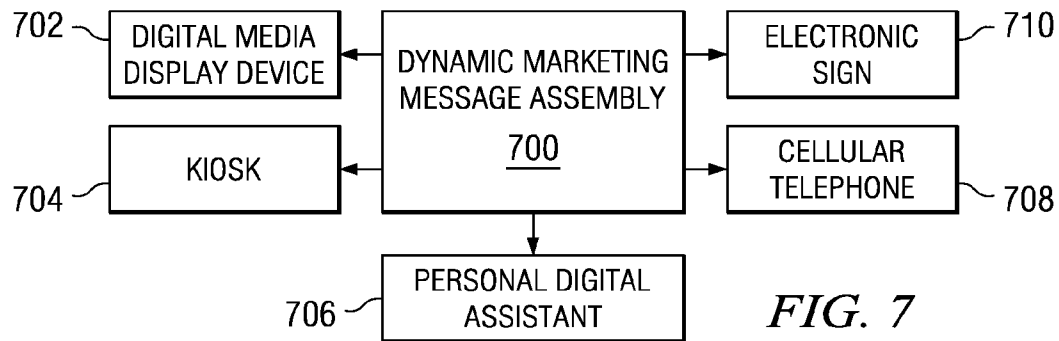 702
DIGITAL MEDIA
DISPLAY DEVICE
DYNAMIC MARKETING
MESSAGE ASSEMBLY
700
ELECTRONIC
SIGN
710
704
KIOSK
CELLULAR
TELEPHONE
708
706
PERSONAL DIGITAL
ASSISTANT
FIG. 7